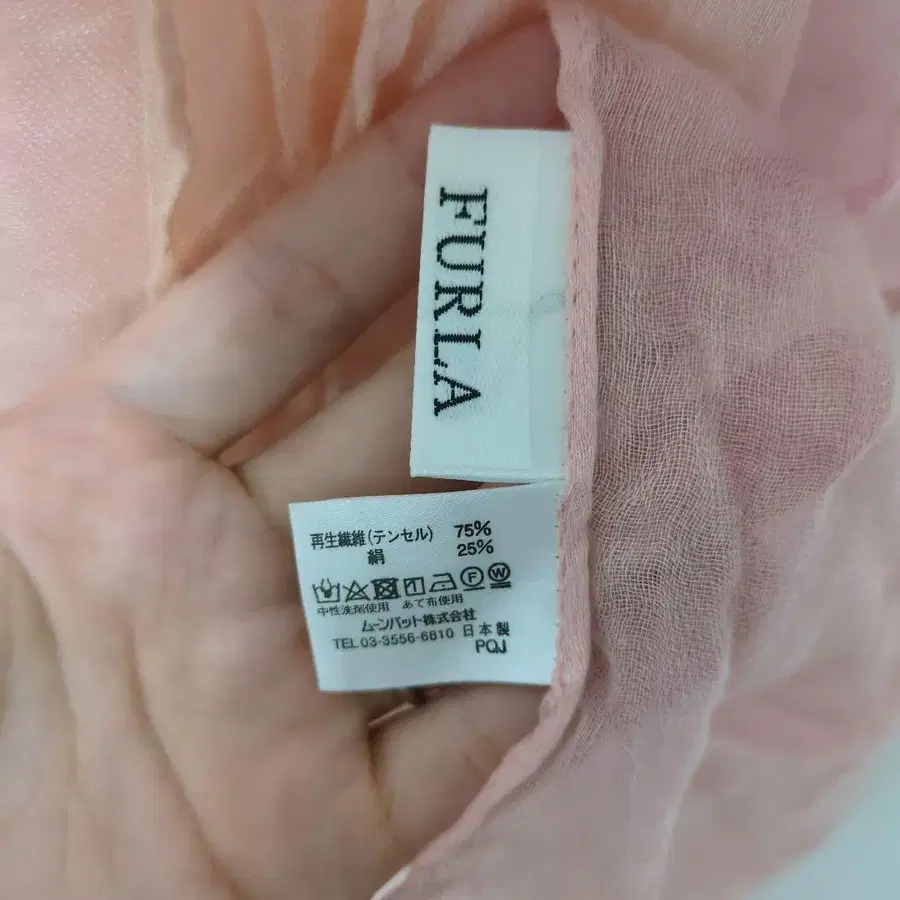 FURLA
再生繊維(テンセル) 75%
絹 25%
中性洗剤使用 あて布使用
ムーンバット株式会社
TEL 03-3556-6810 日本製
PQJ